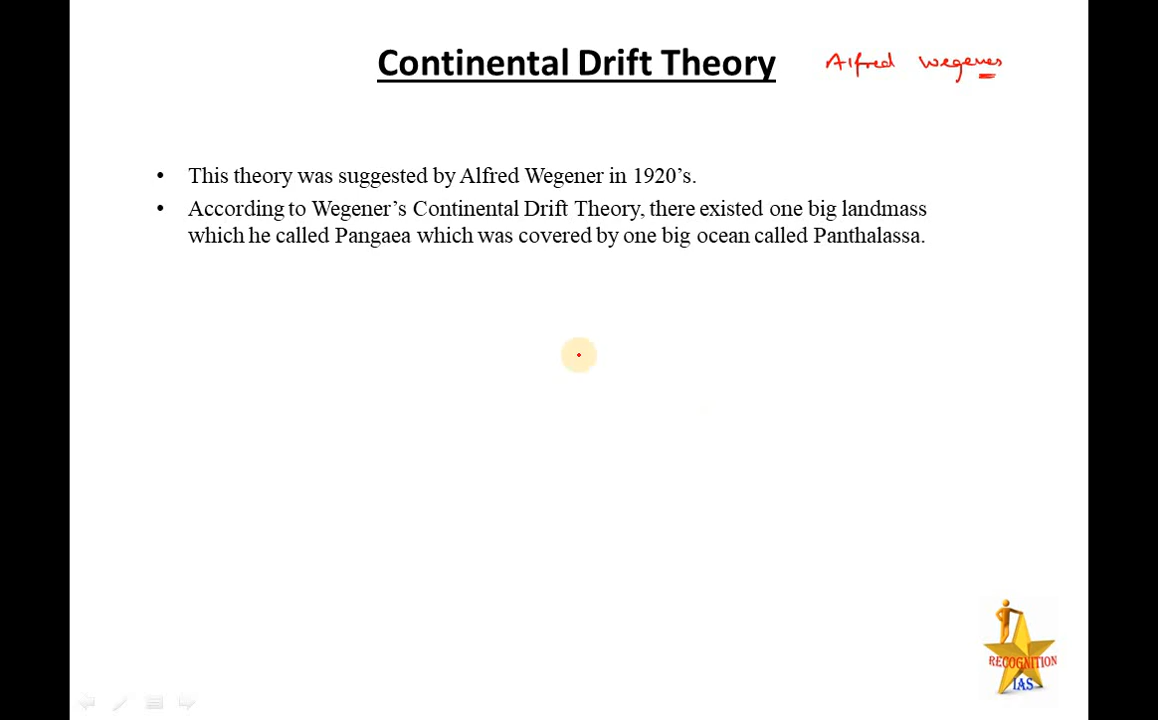 Continental Drift Theory
Alfred Wegener
• This theory was suggested by Alfred Wegener in 1920’s.
• According to Wegener’s Continental Drift Theory, there existed one big landmass
which he called Pangaea which was covered by one big ocean called Panthalassa.
RECOGNITION
IAS